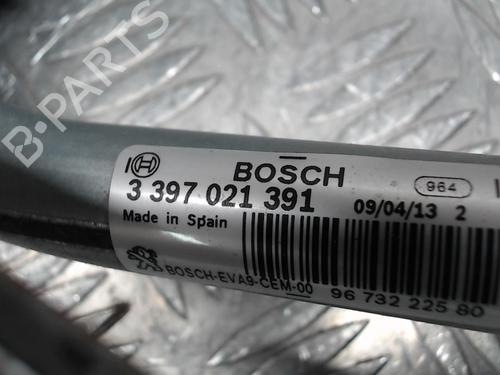 B-PARTS
BOSCH
3 397 021 391
964
09/04/13 2
Made in Spain
BOSCH-EVA9-CEM-00
96 732 225 80